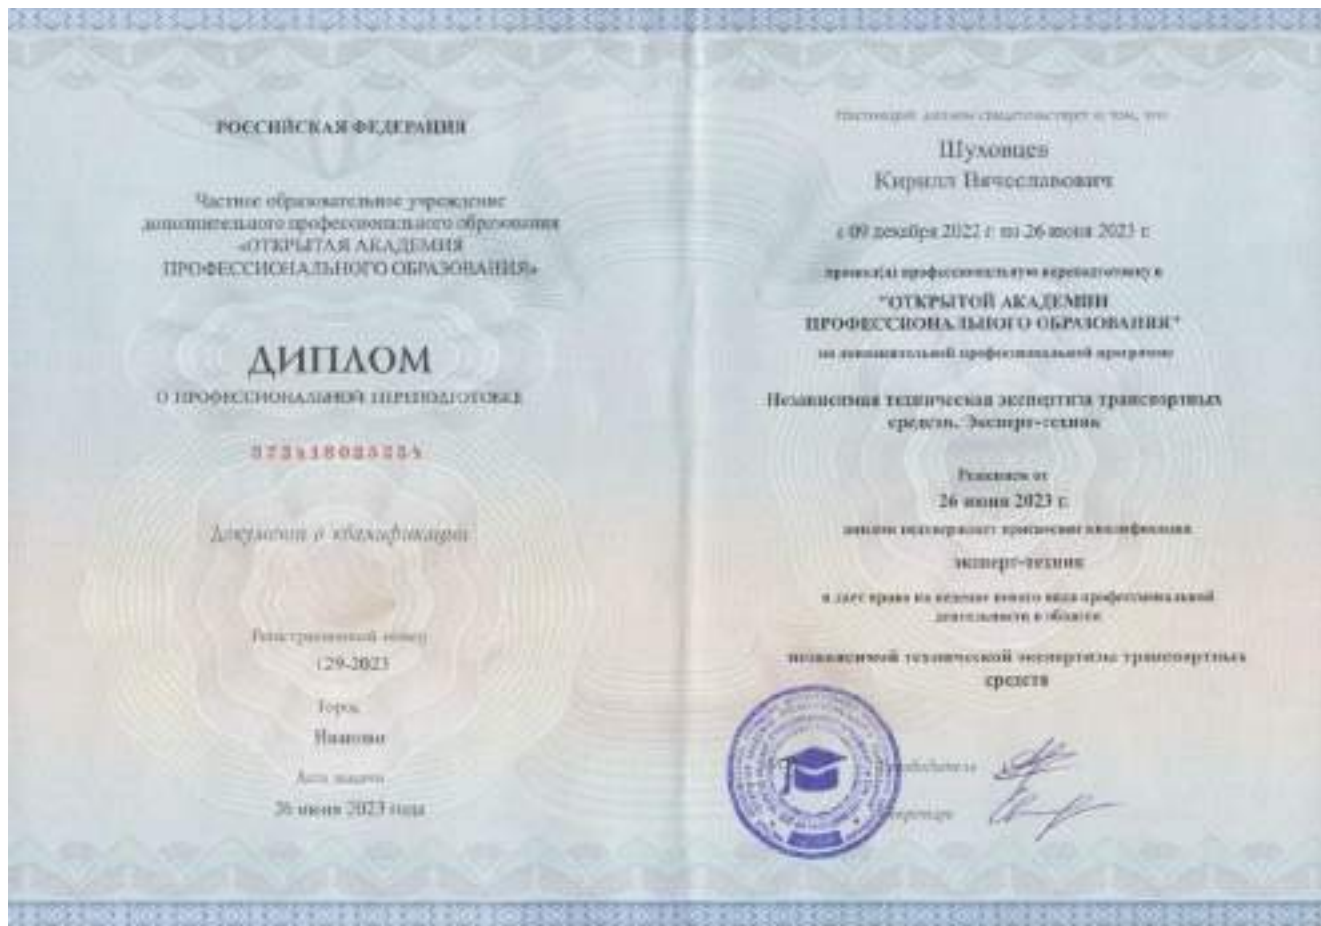 РОССИЙСКАЯ ФЕДЕРАЦИЯ
Частное образовательное учреждение
дополнительного профессионального образования
«ОТКРЫТАЯ АКАДЕМИЯ
ПРОФЕССИОНАЛЬНОГО ОБРАЗОВАНИЯ»
ДИПЛОМ
О ПРОФЕССИОНАЛЬНОЙ ПЕРЕПОДГОТОВКЕ
Документ о квалификации
Регистрационный номер
129-2023
Город
Иваново
Дата выдачи
26 июня 2023 года
Настоящий диплом свидетельствует о том, что
Шуховцев
Кирилл Вячеславович
с 09 декабря 2022 г. по 26 июня 2023 г.
прошел(а) профессиональную переподготовку в
"ОТКРЫТОЙ АКАДЕМИИ
ПРОФЕССИОНАЛЬНОГО ОБРАЗОВАНИЯ"
по дополнительной профессиональной программе
Независимая техническая экспертиза транспортных
средств. Эксперт-техник
Решением от
26 июня 2023 г.
диплом подтверждает присвоение квалификации
эксперт-техник
и дает право на ведение нового вида профессиональной
деятельности в области
независимой технической экспертизы транспортных
средств
Секретарь